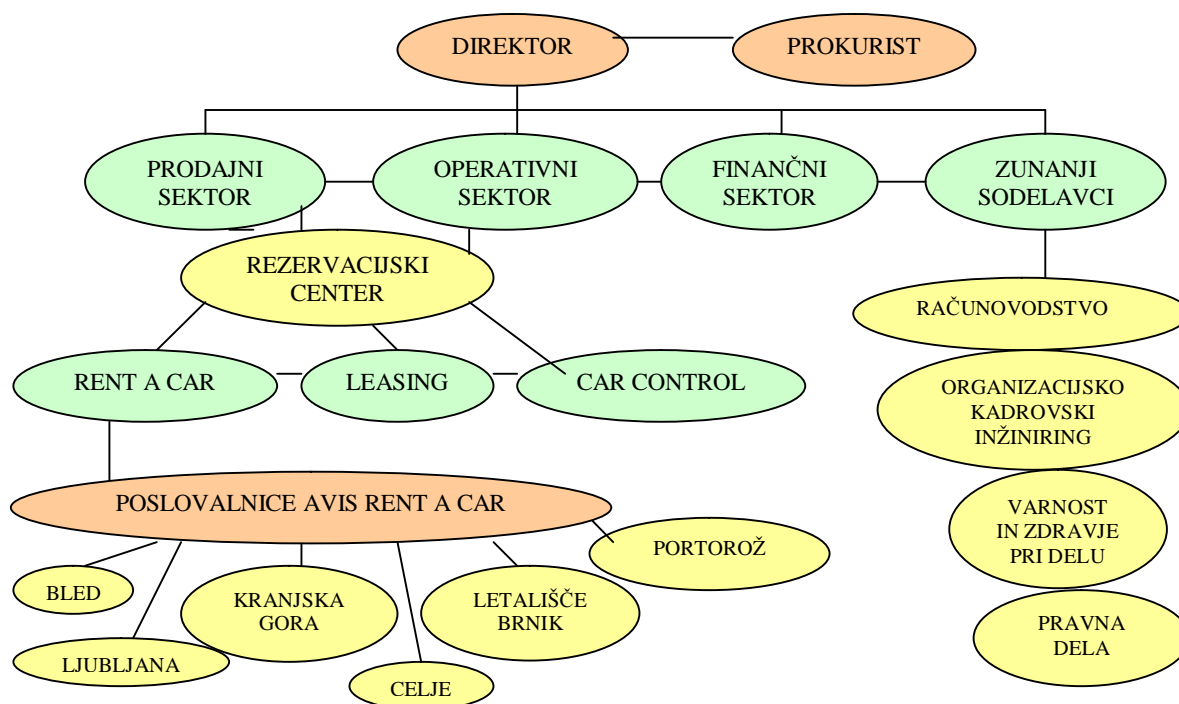 DIREKTOR
PROKURIST
PRODAJNI
SEKTOR
OPERATIVNI
SEKTOR
FINANČNI
SEKTOR
ZUNANJI
SODELAVCI
REZERVACIJSKI
CENTER
RAČUNOVODSTVO
RENT A CAR
LEASING
CAR CONTROL
ORGANIZACIJSKO
KADROVSKI
INŽINIRING
POSLOVALNICE AVIS RENT A CAR
VARNOST
IN ZDRAVJE
PRI DELU
PORTOROŽ
BLED
KRANJSKA
GORA
LETALIŠČE
BRNIK
PRAVNA
DELA
LJUBLJANA
CELJE